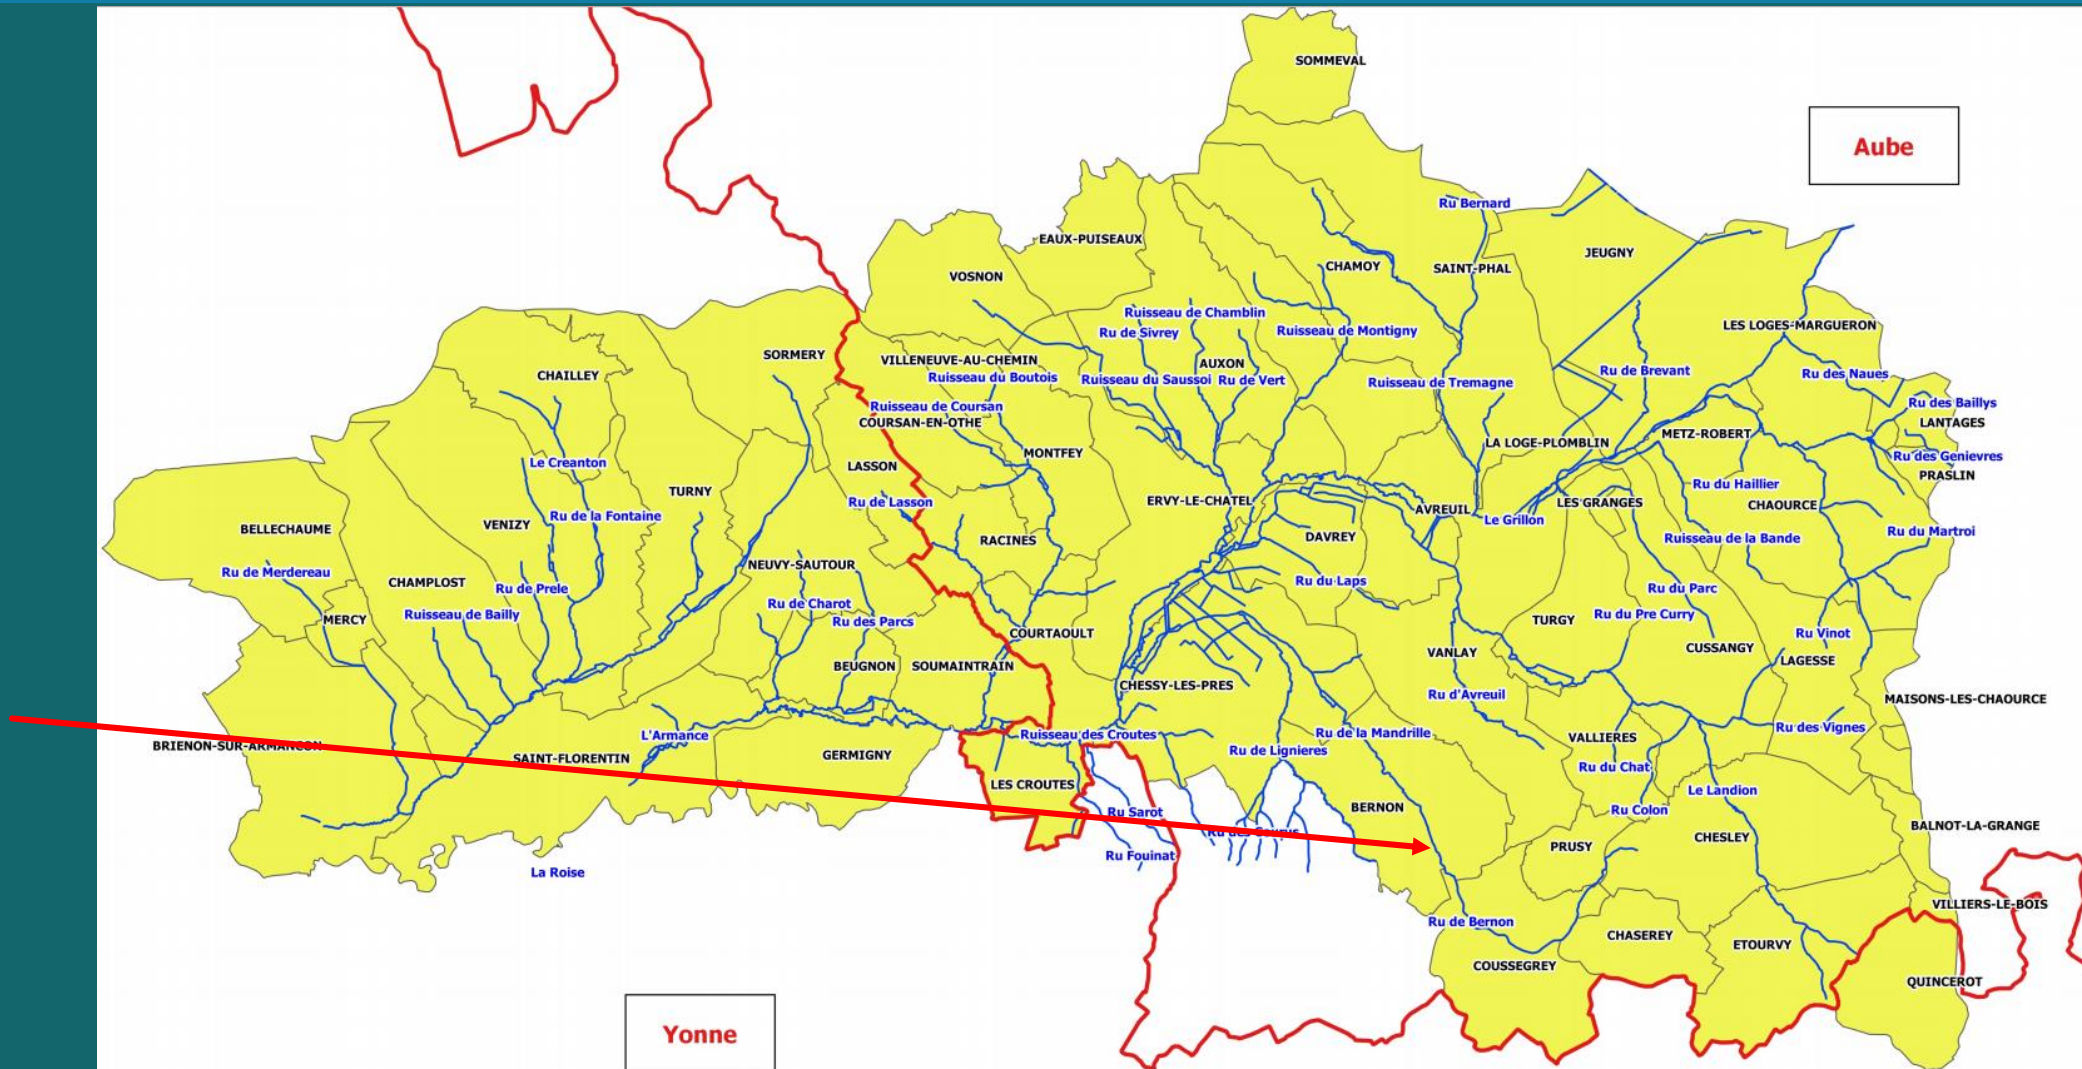 SOMMEVAL
Aube
Ru Bernard
EAUX-PUISEAUX
JEUGNY
CHAMOY
SAINT-PHAL
VOSNON
Ruisseau de Chamblin
Ru de Sivrey
Ruisseau de Montigny
LES LOGES-MARGUERON
SORMERY
VILLENEUVE-AU-CHEMIN
AUXON
CHAILLEY
Ruisseau du Boutois
Ruisseau du Saussoi
Ru de Vert
Ruisseau de Tremagne
Ru de Brevant
Ru des Naues
Ruisseau de Coursan
COURSAN-EN-OTHE
Ru des Baillys
LANTAGES
METZ-ROBERT
LA LOGE-PLOMBLIN
MONTFEY
Le Creanton
LASSON
Ru des Genievres
PRASLIN
TURNY
Ru du Haillier
Ru de Lasson
ERVY-LE-CHATEL
AVREUIL
LES GRANGES
CHAOURCE
Ru de la Fontaine
VENIZY
BELLECHAUME
Le Grillon
Ru du Martroi
RACINES
DAVREY
Ruisseau de la Bande
NEUVY-SAUTOUR
Ru de Merdereau
CHAMPLOST
Ru de Prele
Ru du Laps
Ru du Parc
Ru de Charot
Ruisseau de Bailly
MERCY
Ru des Parcs
TURGY
Ru du Pre Curry
COURTAOULT
Ru Vinot
CUSSANGY
BEUGNON
SOUMAINTRAIN
VANLAY
LAGESSE
CHESSY-LES-PRES
Ru d'Avreuil
MAISONS-LES-CHAOURCE
L'Armance
Ruisseau des Croutes
Ru de la Mandrille
Ru des Vignes
BRIENON-SUR-ARMANCON
SAINT-FLORENTIN
GERMIGNY
Ru de Lignieres
VALLIERES
Ru du Chat
LES CROUTES
Le Landion
BERNON
Ru Sarot
Ru Colon
BALNOT-LA-GRANGE
CHESLEY
Ru des
PRUSY
Ru Fouinat
La Roise
VILLIERS-LE-BOIS
Ru de Bernon
CHASEREY
ETOURVY
COUSSEGREY
QUINCEROT
Yonne